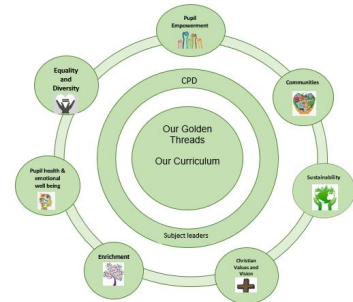 Pupil
Empowerment
Communities
Sustainability
Christian
Values and
Vision
Enrichment
Pupil health &
emotional
well being
Equality
and
Diversity
CPD
Our Golden
Threads
Our Curriculum
Subject leaders